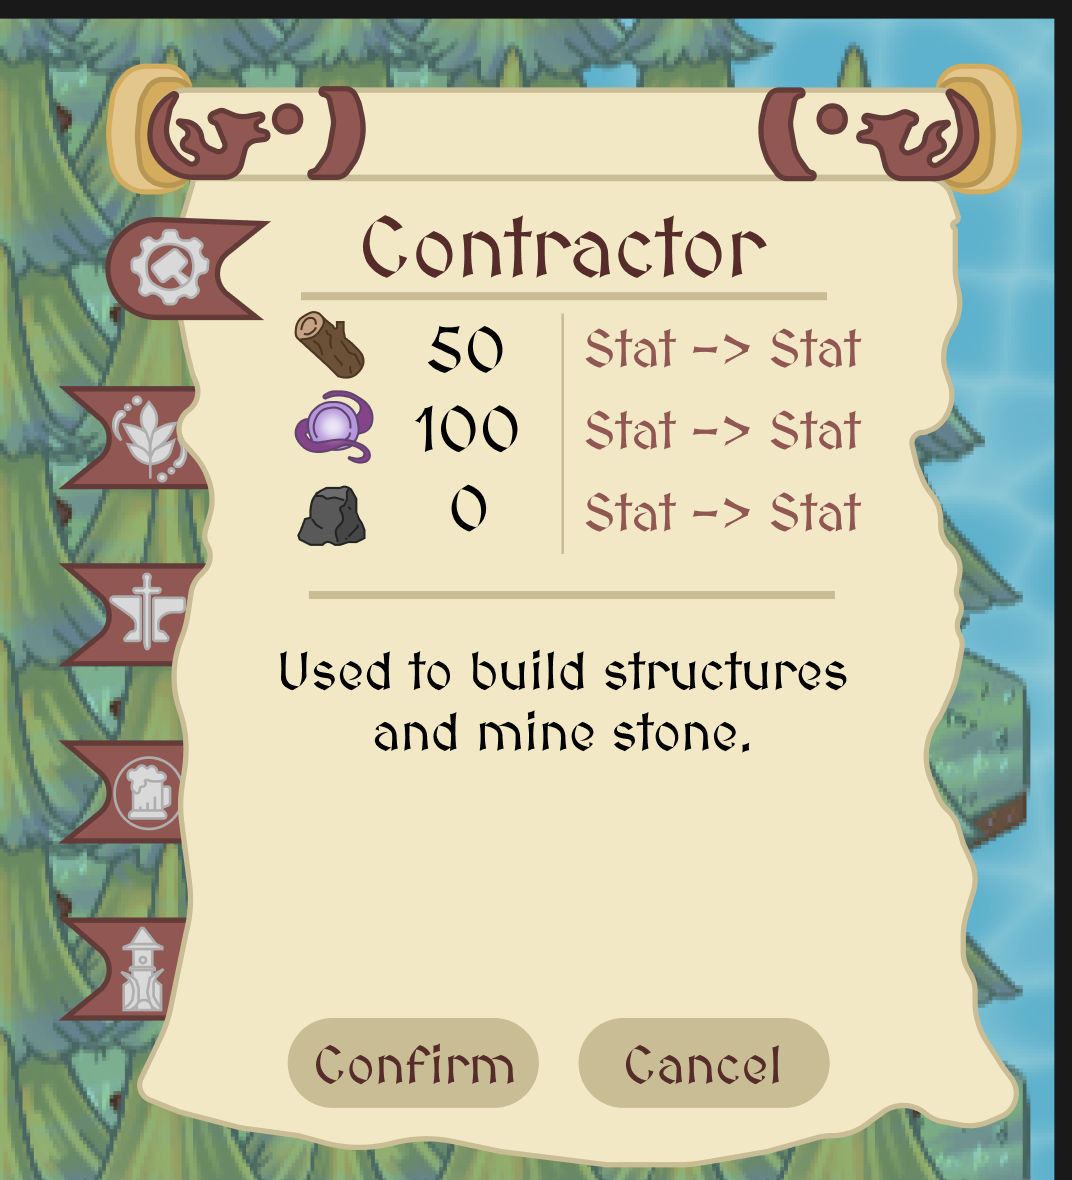 Contractor
50 Stat -> Stat
100 Stat -> Stat
0 Stat -> Stat
Used to build structures
and mine stone.
Confirm Cancel